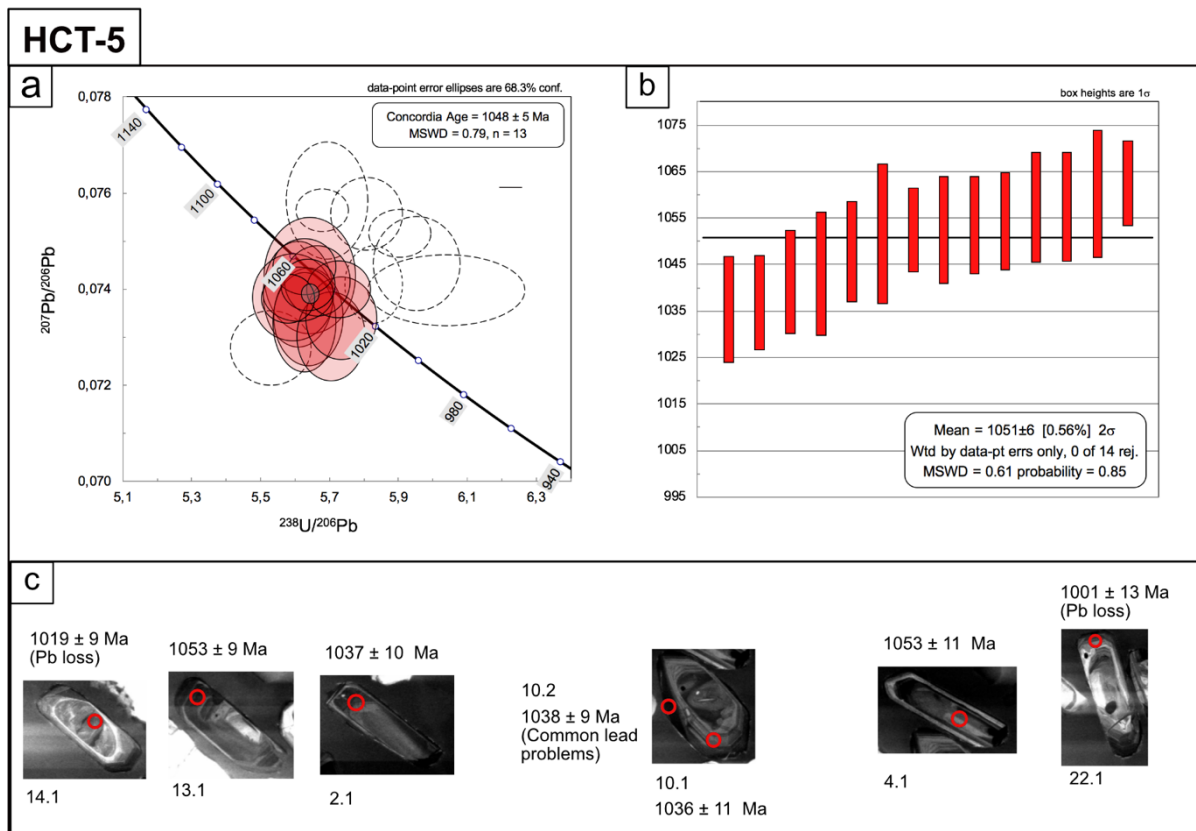 HCT-5
a
data-point error ellipses are 68.3% conf.
Concordia Age = 1048 ± 5 Ma
MSWD = 0.79, n = 13
0,078
0,076
0,074
0,072
0,070
207Pb/206Pb
1140
1100
1060
1020
980
940
5,1
5,3
5,5
5,7
5,9
6,1
6,3
238U/206Pb
b
box heights are 1σ
1075
1065
1055
1045
1035
1025
1015
1005
995
Mean = 1051±6 [0.56%] 2σ
Wtd by data-pt errs only, 0 of 14 rej.
MSWD = 0.61 probability = 0.85
c
1019 ± 9 Ma
(Pb loss)
14.1
1053 ± 9 Ma
13.1
1037 ± 10 Ma
2.1
10.2
1038 ± 9 Ma
(Common lead
problems)
10.1
1036 ± 11 Ma
1053 ± 11 Ma
4.1
1001 ± 13 Ma
(Pb loss)
22.1